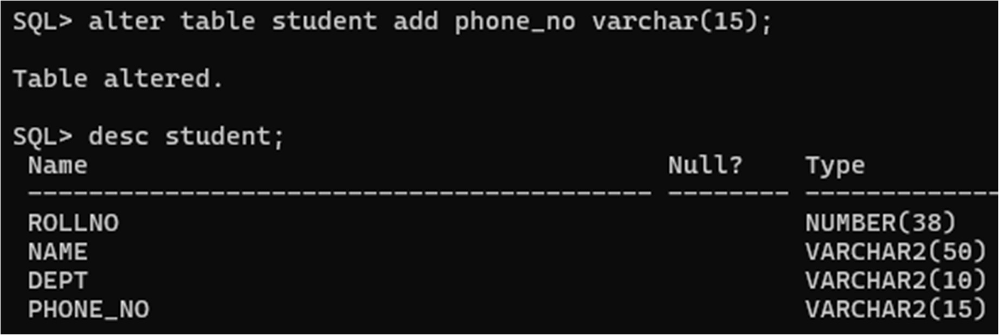 SQL> alter table student add phone_no varchar(15);
Table altered.
SQL> desc student;
Name Null? Type
----------------------------------------- -------- -------------
ROLLNO NUMBER(38)
NAME VARCHAR2(50)
DEPT VARCHAR2(10)
PHONE_NO VARCHAR2(15)